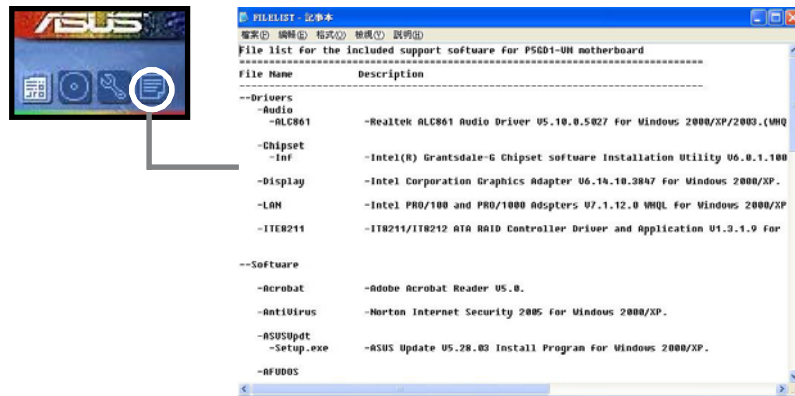 ASUS
FILELIST - 記事本
檔案(F) 編輯(E) 格式(O) 檢視(V) 說明(H)
File list for the included support software for P5GD1-VM motherboard
================================================================================
File Name Description
--------------------------------------------------------------------------------
--Drivers
-Audio
-ALC861 -Realtek ALC861 Audio Driver V5.10.0.5027 for Windows 2000/XP/2003.(WHQ
-Chipset
-Inf -Intel(R) Grantsdale-G Chipset software Installation Utility V6.0.1.100
-Display -Intel Corporation Graphics Adapter V6.14.10.3847 for Windows 2000/XP.
-LAN -Intel PRO/100 and PRO/1000 Adspters V7.1.12.0 WHQL for Windows 2000/XP
-ITE8211 -IT8211/IT8212 ATA RAID Controller Driver and Application V1.3.1.9 for
--Software
-Acrobat -Adobe Acrobat Reader V5.0.
-AntiVirus -Norton Internet Security 2005 for Windows 2000/XP.
-ASUSUpdt
-Setup.exe -ASUS Update V5.28.03 Install Program for Windows 2000/XP.
-AFUDOS